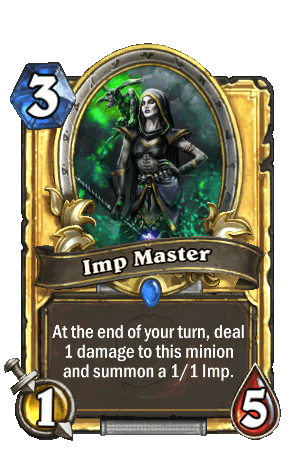 3
Imp Master
At the end of your turn, deal
1 damage to this minion
and summon a 1/1 Imp.
1
5